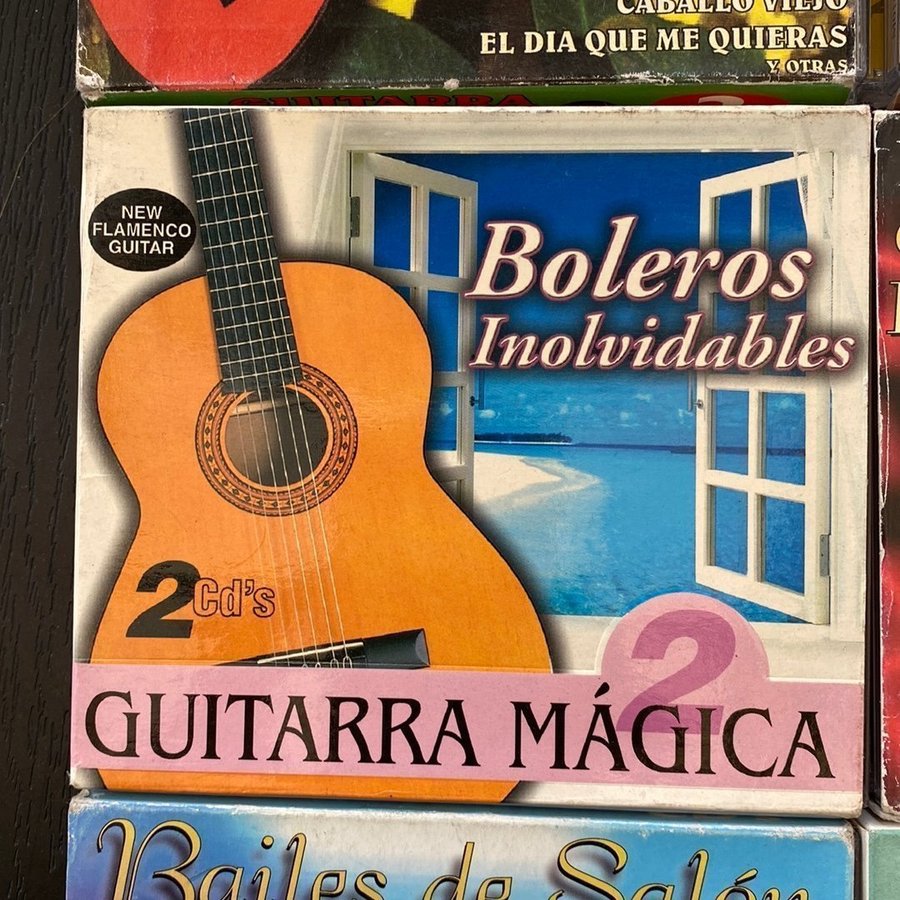 CABALLO VIEJO
EL DIA QUE ME QUIERAS
Y OTRAS
GUITARRA
NEW
FLAMENCO
GUITAR
Boleros
Inolvidables
2 Cd's
2
GUITARRA MÁGICA
Bailes de Salón